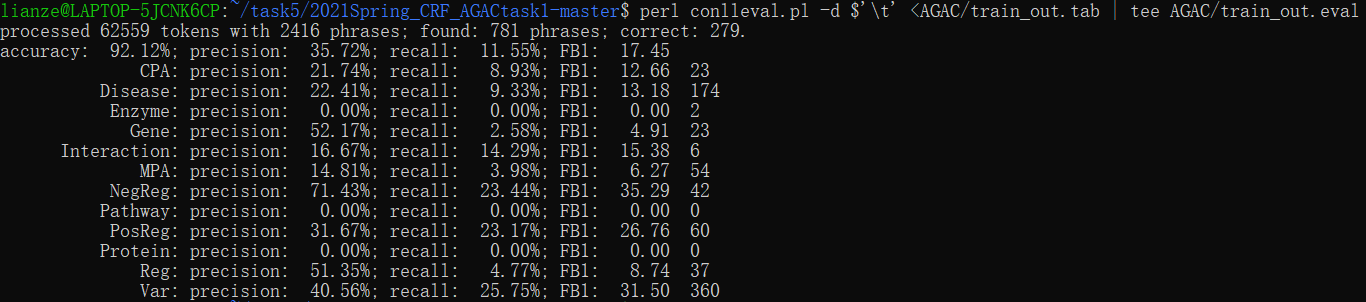 lianze@LAPTOP-5JCNK6CP:~/task5/2021Spring_CRF_AGACtask1-master$ perl conlleval.pl -d $'\t' <AGAC/train_out.tab | tee AGAC/train_out.eval
processed 62559 tokens with 2416 phrases; found: 781 phrases; correct: 279.
accuracy:  92.12%; precision:  35.72%; recall:  11.55%; FB1:  17.45
              CPA: precision:  21.74%; recall:   8.93%; FB1:  12.66  23
          Disease: precision:  22.41%; recall:   9.33%; FB1:  13.18  174
           Enzyme: precision:   0.00%; recall:   0.00%; FB1:   0.00  2
             Gene: precision:  52.17%; recall:   2.58%; FB1:   4.91  23
      Interaction: precision:  16.67%; recall:  14.29%; FB1:  15.38  6
              MPA: precision:  14.81%; recall:   3.98%; FB1:   6.27  54
           NegReg: precision:  71.43%; recall:  23.44%; FB1:  35.29  42
          Pathway: precision:   0.00%; recall:   0.00%; FB1:   0.00  0
           PosReg: precision:  31.67%; recall:  23.17%; FB1:  26.76  60
          Protein: precision:   0.00%; recall:   0.00%; FB1:   0.00  0
              Reg: precision:  51.35%; recall:   4.77%; FB1:   8.74  37
              Var: precision:  40.56%; recall:  25.75%; FB1:  31.50  360